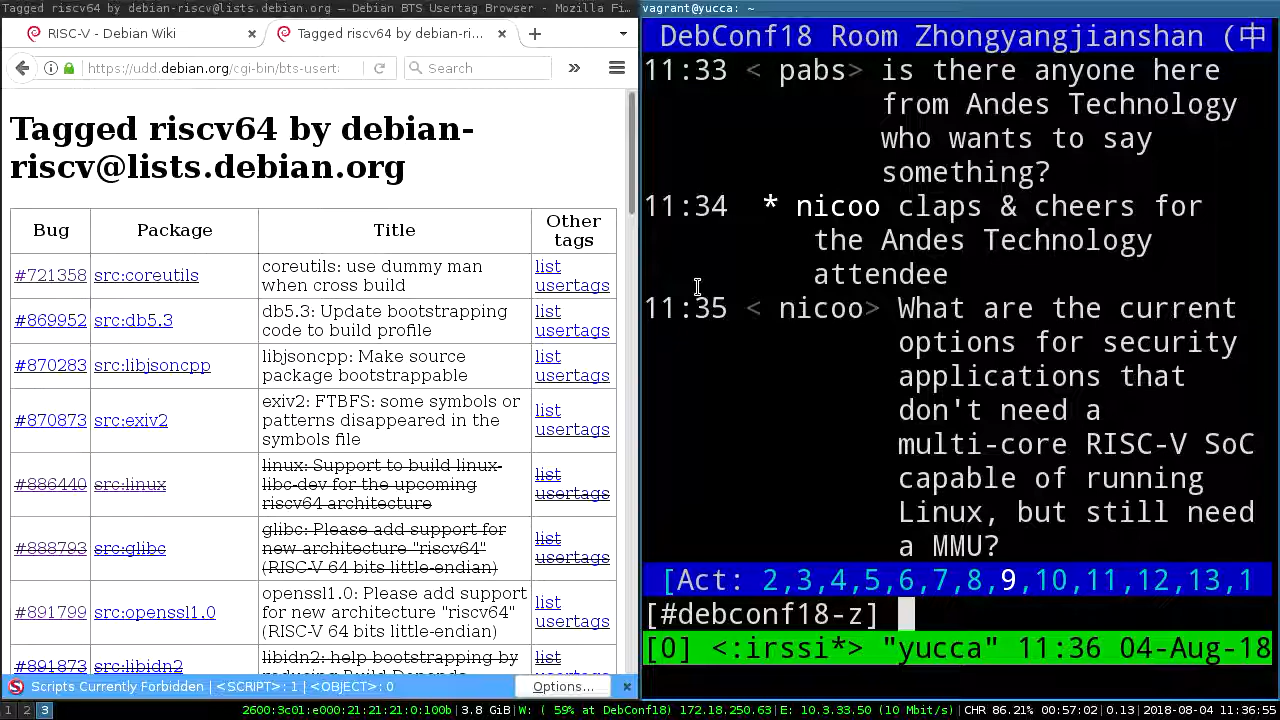 Tagged riscv64 by debian-riscv@lists.debian.org — Debian BTS Usertag Browser - Mozilla Fi...
RISC-V - Debian Wiki
Tagged riscv64 by debian-ri...
https://udd.debian.org/cgi-bin/bts-usert
Search
Tagged riscv64 by debian-
riscv@lists.debian.org
Bug Package Title Other
tags
#721358 src:coreutils coreutils: use dummy man
when cross build
list
usertags
#869952 src:db5.3 db5.3: Update bootstrapping
code to build profile
list
usertags
#870283 src:libjsoncpp libjsoncpp: Make source
package bootstrappable
list
usertags
#870873 src:exiv2 exiv2: FTBFS: some symbols or
patterns disappeared in the
symbols file
list
usertags
#886440 src:linux linux: Support to build linux-
libc-dev for the upcoming
riscv64 architecture
list
usertags
#888793 src:glibc glibc: Please add support for
new architecture "riscv64"
(RISC-V 64 bits little-endian)
list
usertags
#891799 src:openssl1.0 openssl1.0: Please add support
for new architecture "riscv64"
(RISC-V 64 bits little-endian)
list
usertags
#891873 src:libidn2 libidn2: help bootstrapping by
list
Scripts Currently Forbidden | <SCRIPT>: 1 | <OBJECT>: 0
Options...
vagrant@yucca: ~
DebConf18 Room Zhongyangjianshan (中
11:33 < pabs> is there anyone here
from Andes Technology
who wants to say
something?
11:34 * nicoo claps & cheers for
the Andes Technology
attendee
11:35 < nicoo> What are the current
options for security
applications that
don't need a
multi-core RISC-V SoC
capable of running
Linux, but still need
a MMU?
[Act: 2,3,4,5,6,7,8,9,10,11,12,13,1
[#debconf18-z]
[0] <:irssi*> "yucca" 11:36 04-Aug-18
1 2 3
2600:3c01:e000:21:21:21:0:100b|3.8 GiB|W: ( 59% at DebConf18) 172.18.250.63|E: 10.3.33.50 (10 Mbit/s)|CHR 86.21% 00:57:02|0.13|2018-08-04 11:36:55